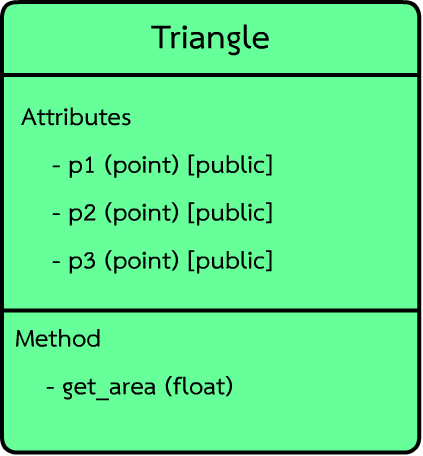 Triangle
Attributes
- p1 (point) [public]
- p2 (point) [public]
- p3 (point) [public]
Method
- get_area (float)